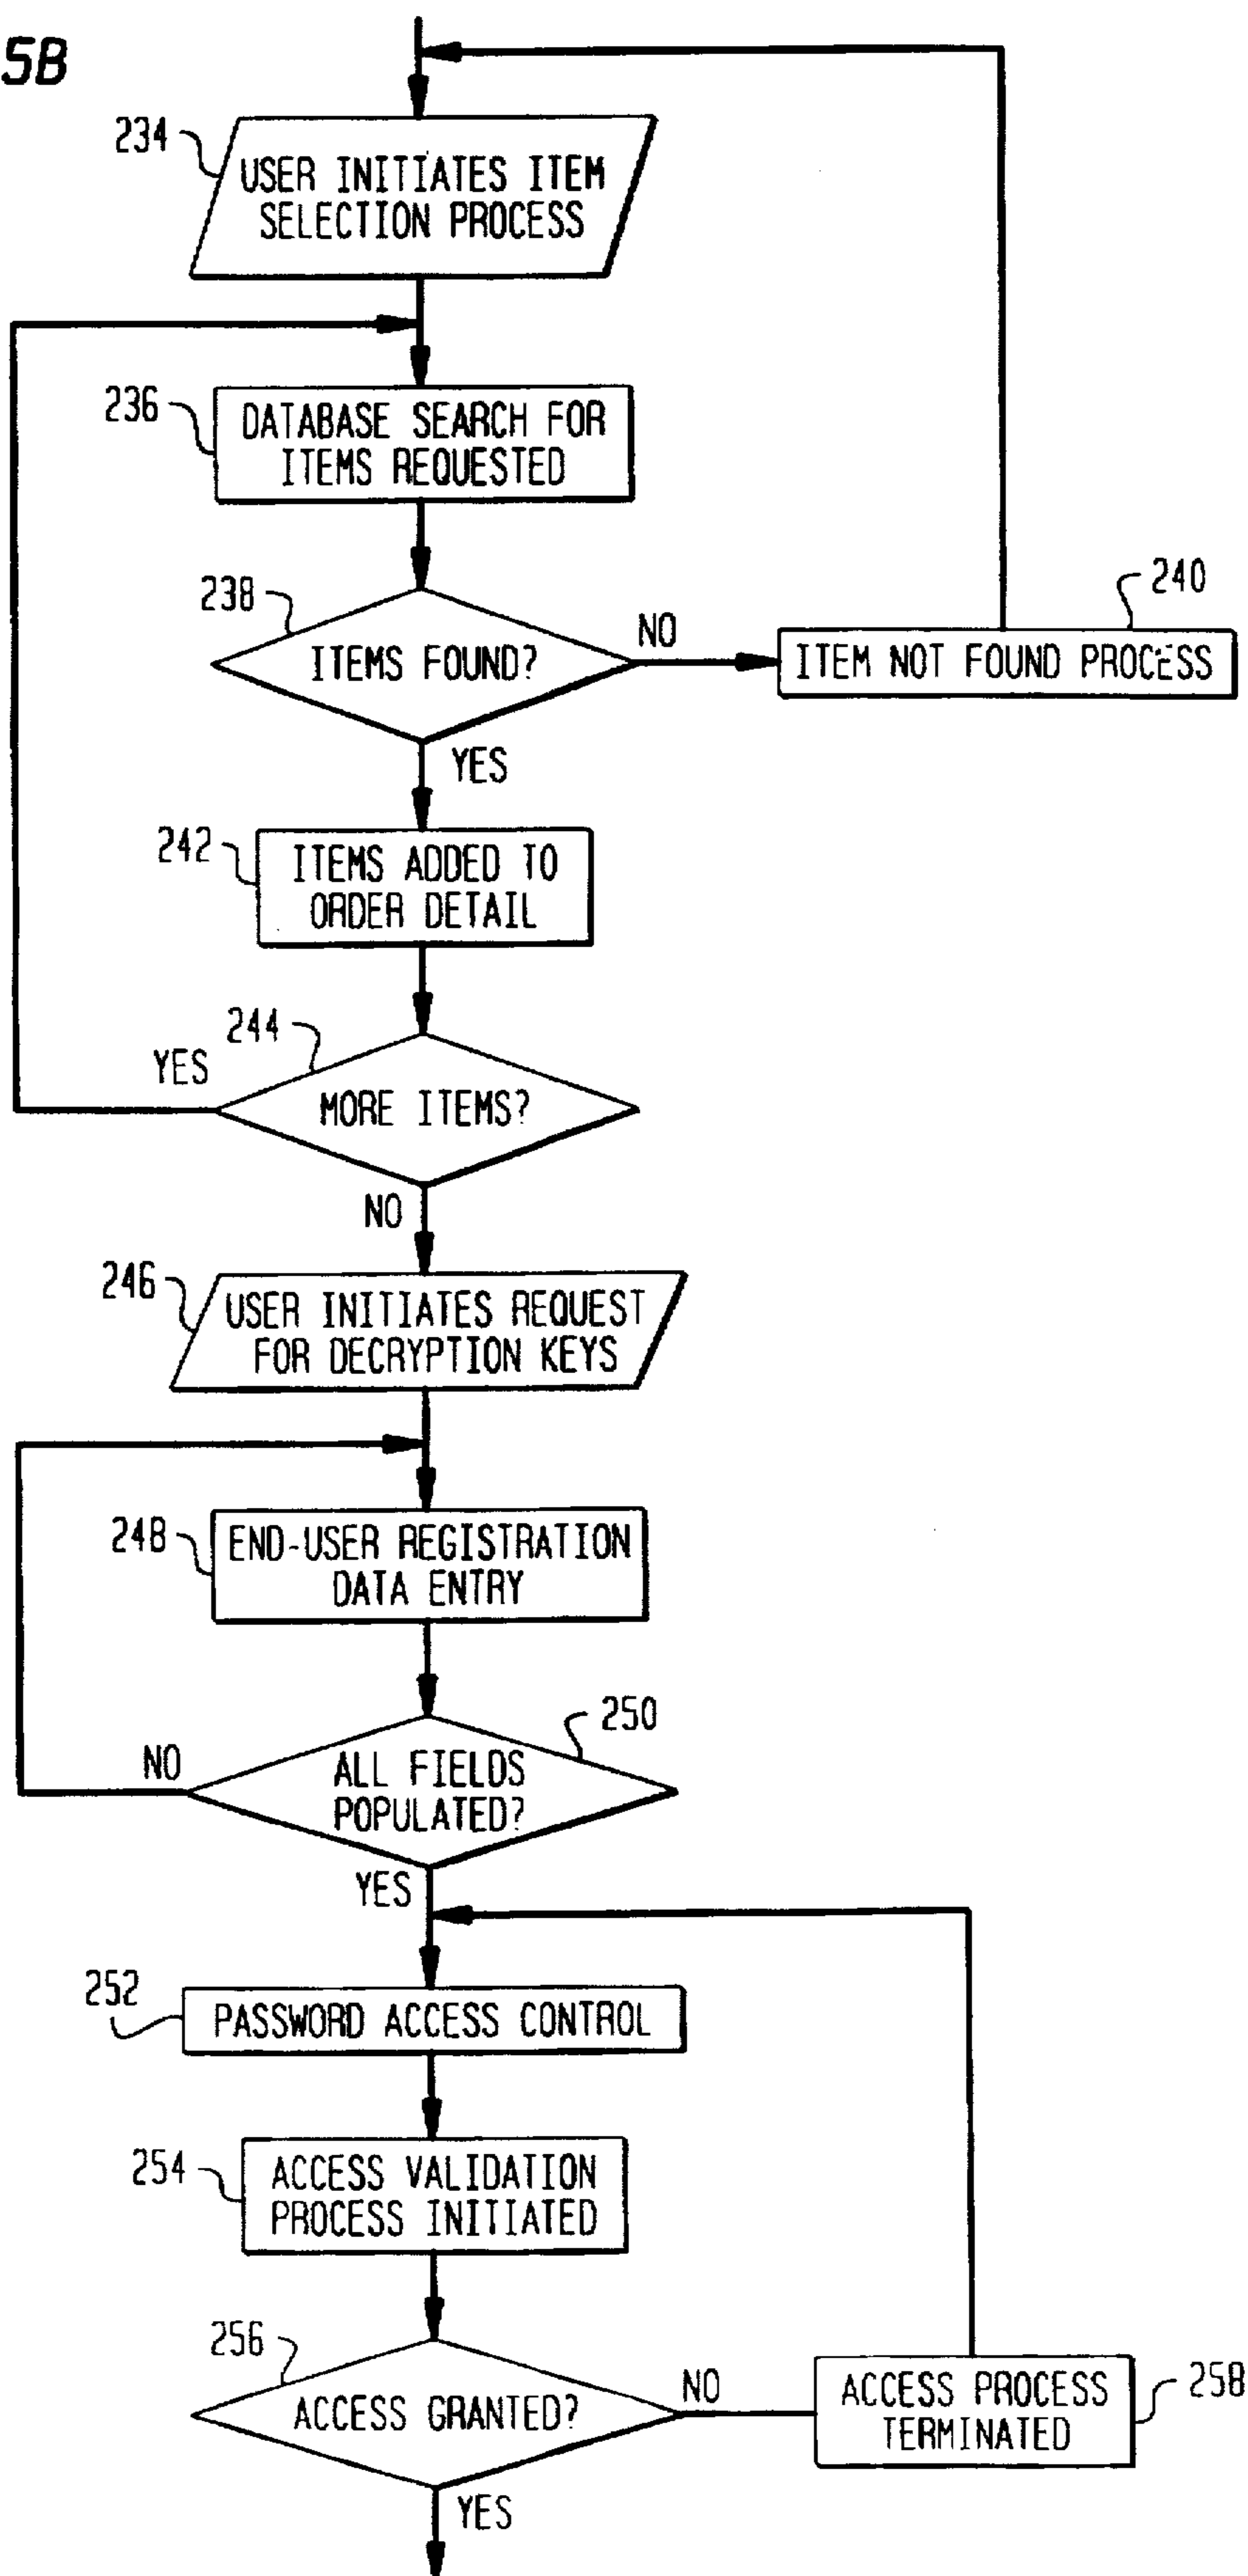 5B
234
USER INITIATES ITEM
SELECTION PROCESS
236
DATABASE SEARCH FOR
ITEMS REQUESTED
238
ITEMS FOUND?
NO
240
ITEM NOT FOUND PROCESS
YES
242
ITEMS ADDED TO
ORDER DETAIL
244
YES
MORE ITEMS?
NO
246
USER INITIATES REQUEST
FOR DECRYPTION KEYS
248
END-USER REGISTRATION
DATA ENTRY
250
NO
ALL FIELDS
POPULATED?
YES
252
PASSWORD ACCESS CONTROL
254
ACCESS VALIDATION
PROCESS INITIATED
256
ACCESS GRANTED?
NO
ACCESS PROCESS
TERMINATED
258
YES